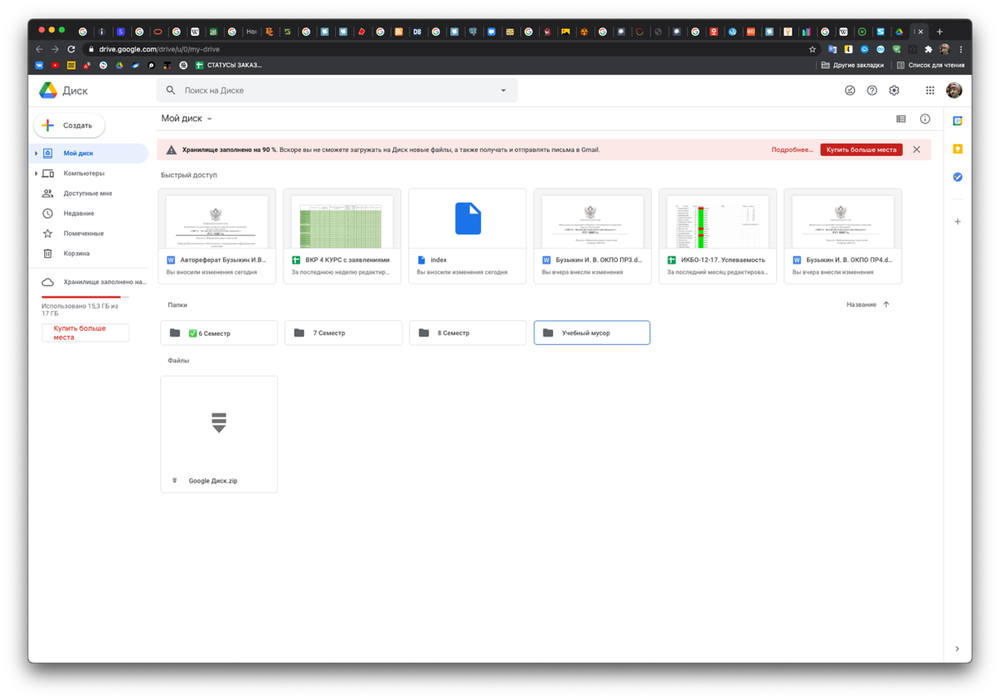 Нов
drive.google.com/drive/u/0/my-drive
СТАТУСЫ ЗАКАЗ...
Другие закладки
Список для чтения
Диск
Поиск на Диске
Создать
Мой диск
Мой диск
Компьютеры
Доступные мне
Недавние
Помеченные
Корзина
Хранилище заполнено на...
Использовано 15,3 ГБ из
17 ГБ
Купить больше
места
Хранилище заполнено на 90 %. Вскоре вы не сможете загружать на Диск новые файлы, а также получать и отправлять письма в Gmail.
Подробнее...
Купить больше места
Быстрый доступ
Автореферат Бузыкин И.В...
Вы вносили изменения сегодня
ВКР 4 КУРС с заявлениями
За последнюю неделю редактир...
index
Вы вносили изменения сегодня
Бузыкин И. В. ОКПО ПР3.d...
Вы вчера внесли изменения
ИКБО-12-17. Успеваемость
За последний месяц редактирова...
Бузыкин И. В. ОКПО ПР4.d...
Вы вчера внесли изменения
Папки
Название
6 Семестр
7 Семестр
8 Семестр
Учебный мусор
Файлы
Google Диск.zip